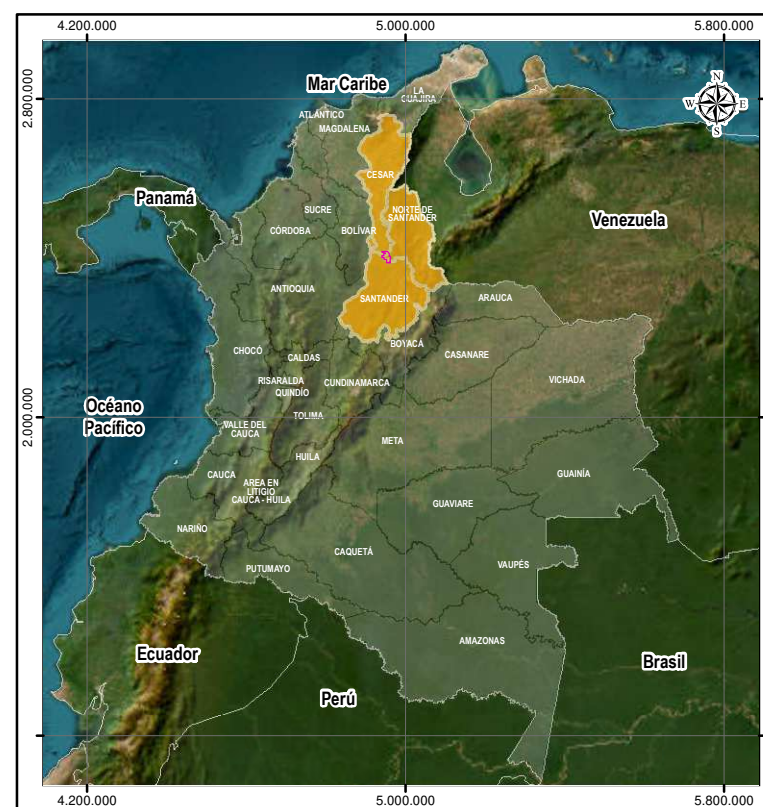 4.200.000
5.000.000
5.800.000
2.800.000
Mar Caribe
N
W
E
S
LA
GUAJIRA
ATLÁNTICO
MAGDALENA
CESAR
Panamá
SUCRE
NORTE DE
SANTANDER
Venezuela
CÓRDOBA
BOLÍVAR
ANTIOQUIA
SANTANDER
ARAUCA
BOYACÁ
CHOCÓ
CALDAS
CASANARE
RISARALDA
CUNDINAMARCA
VICHADA
QUINDÍO
Océano
Pacífico
TOLIMA
2.000.000
VALLE DEL
CAUCA
META
HUILA
CAUCA
GUAINÍA
AREA EN
LITIGIO
CAUCA - HUILA
GUAVIARE
NARIÑO
CAQUETÁ
VAUPÉS
PUTUMAYO
AMAZONAS
Ecuador
Brasil
Perú
4.200.000
5.000.000
5.800.000